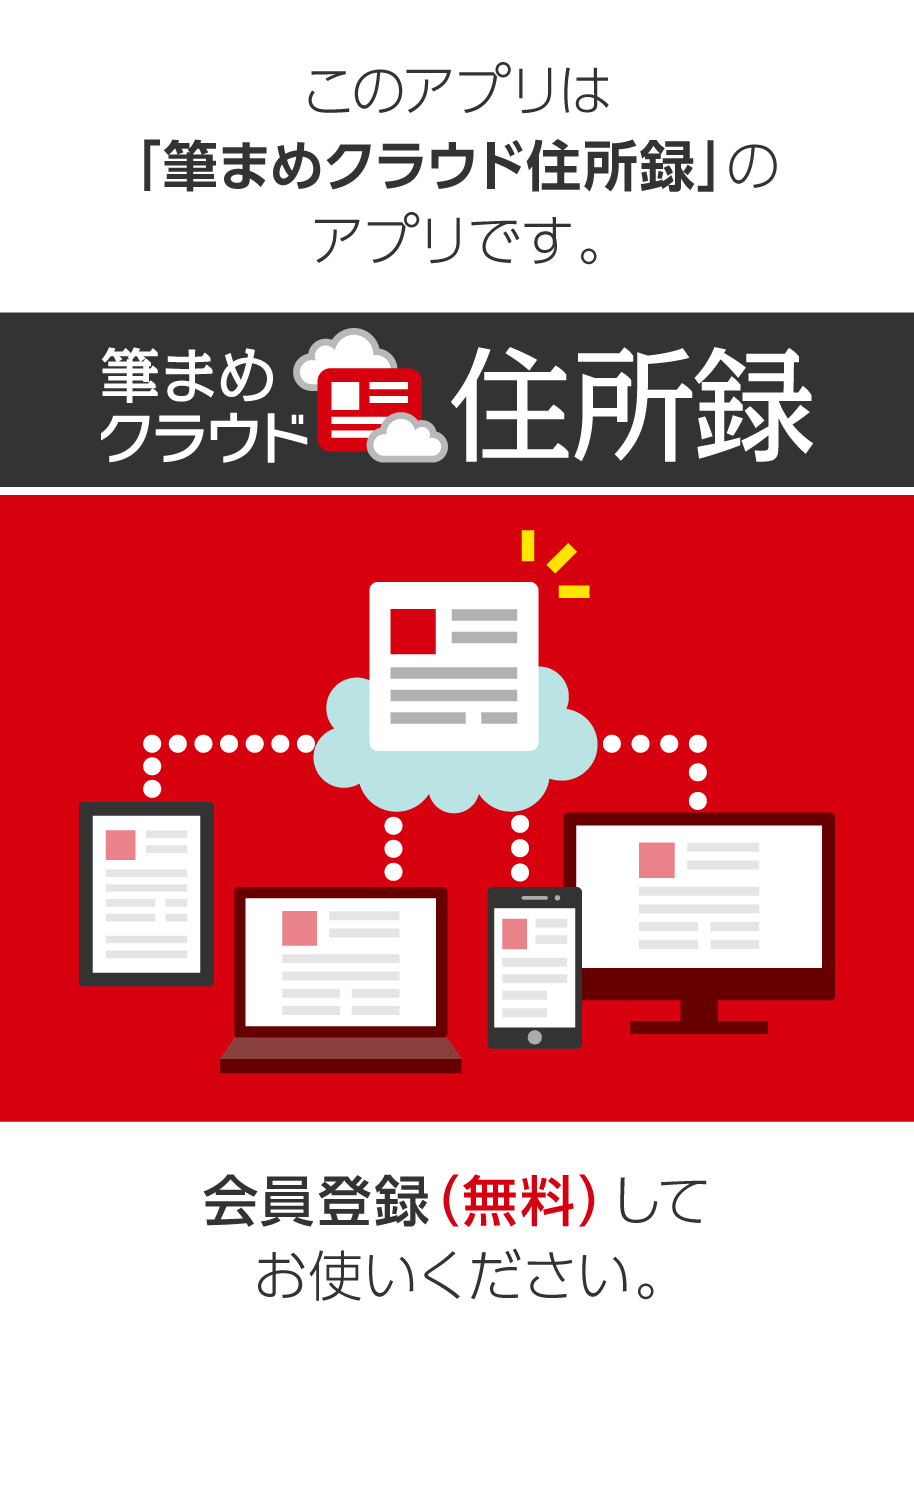 このアプリは
「筆まめクラウド住所録」の
アプリです。
筆まめ
クラウド
住所録
会員登録(無料)して
お使いください。